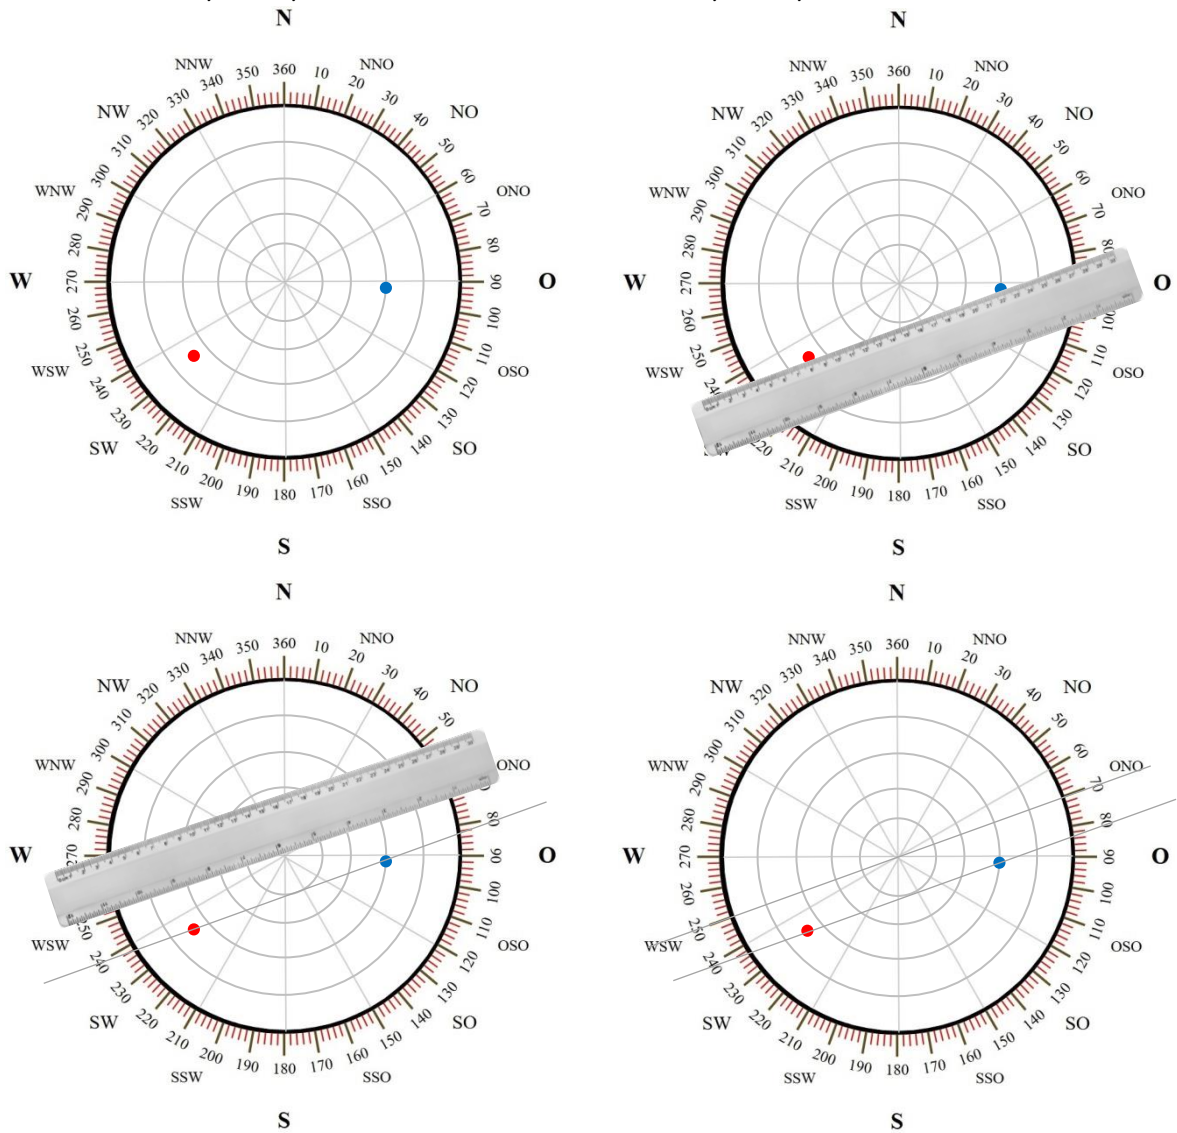 N
NNW 340 350 360 10 20 NNO
330 30
NW 320 40 NO
310 50
300 60
WNW 290 70 ONO
280 80
W 270 90 O
260 100
250 110
WSW 240 120 OSO
230 130
SW 220 140 SO
210 150
200 190 180 170 160
SSW SSO
S
N
NNW 340 350 360 10 20 NNO
330 30
NW 320 40 NO
310 50
300 60
WNW 290 70 ONO
280 80
W 270 O
260 100
250 110
WSW 120 OSO
130
140 SO
210 150
200 190 180 170 160
SSW SSO
S
N
NNW 340 350 360 10 20 NNO
330 30
NW 320 40 NO
310 50
300
WNW 290 ONO
280 80
W 270 90 O
100
250 110
WSW 240 120 OSO
230 130
SW 220 140 SO
210 150
200 190 180 170 160
SSW SSO
S
N
NNW 340 350 360 10 20 NNO
330 30
NW 320 40 NO
310 50
300 60
WNW 290 70 ONO
280 80
W 270 90 O
260 100
250 110
WSW 240 120 OSO
230 130
SW 220 140 SO
210 150
200 190 180 170 160
SSW SSO
S